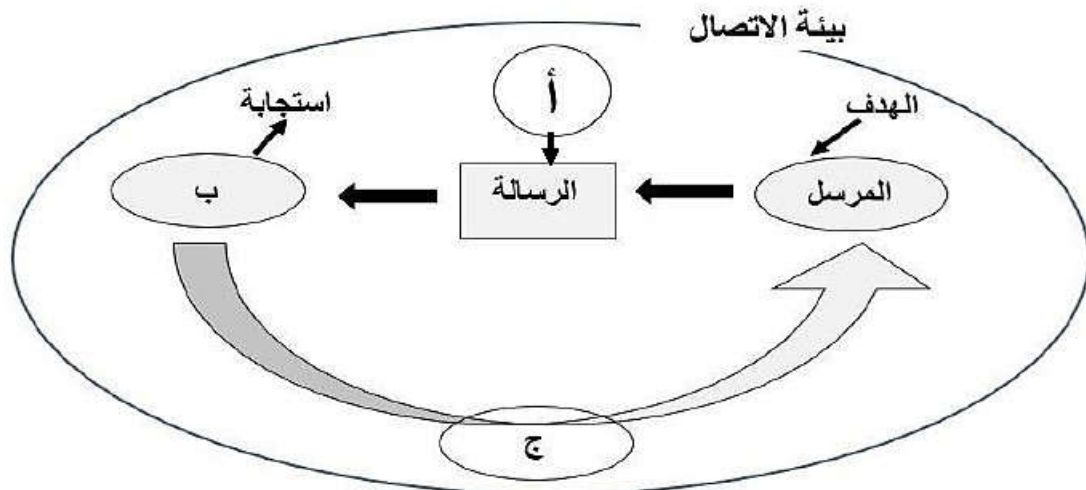 بيئة الاتصال
أ
الهدف
استجابة
المرسل
الرسالة
ب
ج